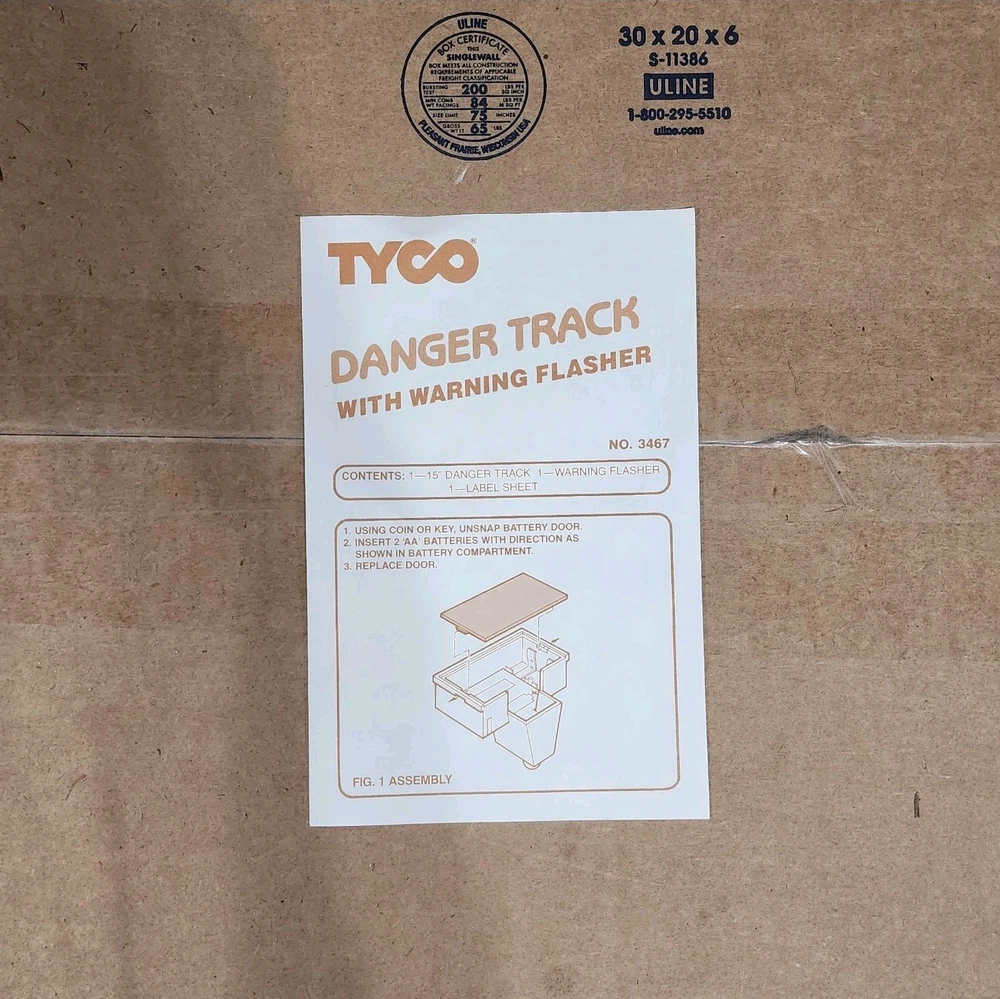 ULINE
BOX CERTIFICATE
THIS
SINGLEWALL
BOX MEETS ALL CONSTRUCTION
REQUIREMENTS OF APPLICABLE
FREIGHT CLASSIFICATION
BURSTING TEST 200 LBS PER SQ INCH
MIN COMB WT FACINGS 84 LBS PER M SQ FT
SIZE LIMIT 75 INCHES
GROSS WT LT 65 LBS
PLEASANT PRAIRIE, WISCONSIN USA
30 x 20 x 6
S-11386
ULINE
1-800-295-5510
uline.com
TYCO®
DANGER TRACK
WITH WARNING FLASHER
NO. 3467
CONTENTS: 1—15" DANGER TRACK 1—WARNING FLASHER
1—LABEL SHEET
1. USING COIN OR KEY, UNSNAP BATTERY DOOR.
2. INSERT 2 'AA' BATTERIES WITH DIRECTION AS
SHOWN IN BATTERY COMPARTMENT.
3. REPLACE DOOR.
FIG. 1 ASSEMBLY